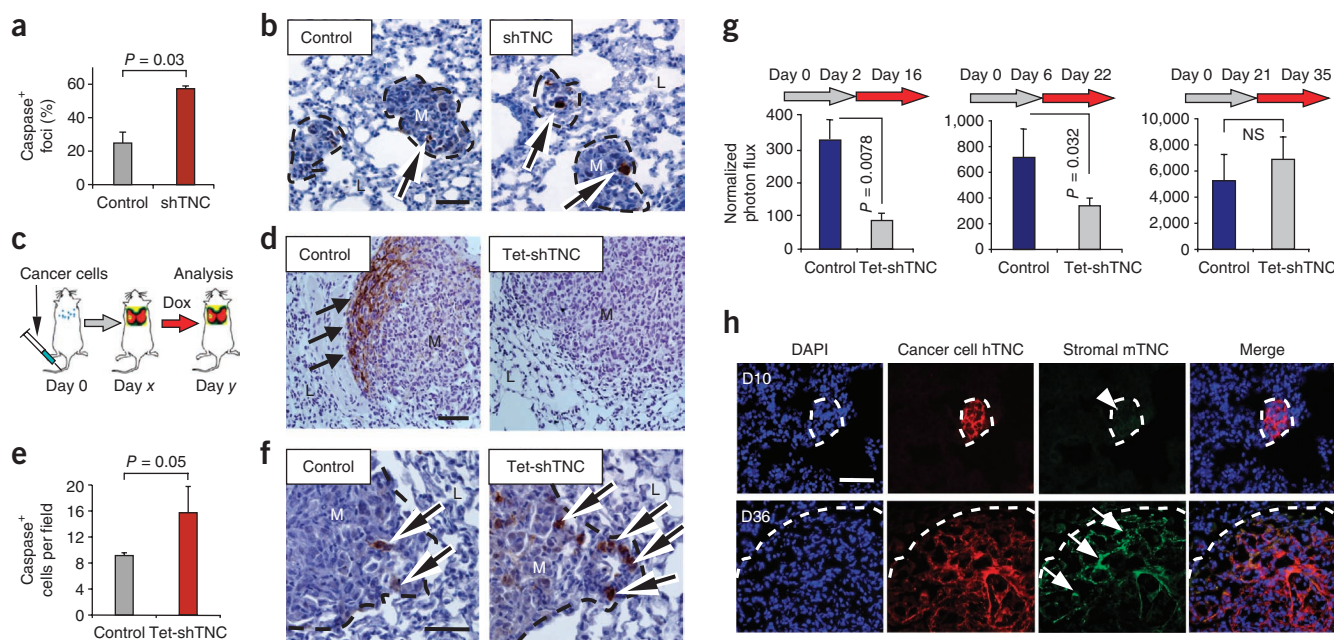 a
P = 0.03
Caspase+
foci (%)
60
40
20
0
Control
shTNC
b
Control
M
L
shTNC
L
M
c
Cancer cells
Analysis
Dox
Day 0
Day x
Day y
d
Control
M
L
Tet-shTNC
M
L
e
P = 0.05
Caspase+
cells per field
20
16
12
8
4
0
Control Tet-shTNC
f
Control
L
M
Tet-shTNC
L
M
g
Day 0 Day 2 Day 16
Normalized
photon flux
400
300
200
100
0
P = 0.0078
Control Tet-shTNC
Day 0 Day 6 Day 22
1,000
800
600
400
200
0
P = 0.032
Control Tet-shTNC
Day 0 Day 21 Day 35
10,000
8,000
6,000
4,000
2,000
0
NS
Control Tet-shTNC
h
DAPI
Cancer cell hTNC
Stromal mTNC
Merge
D10
D36